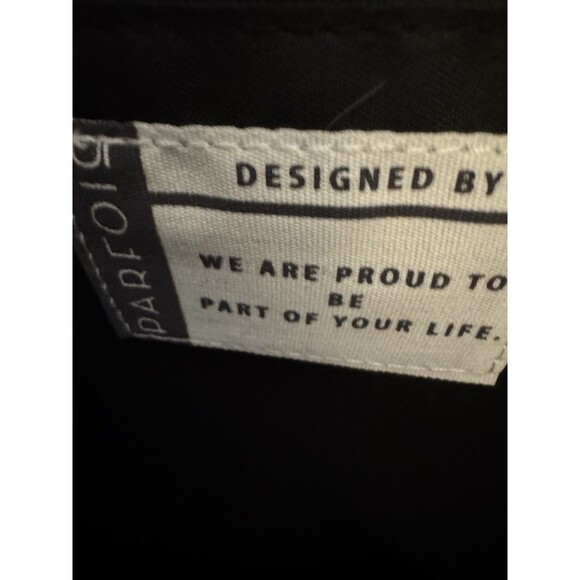 PARFOIS
DESIGNED BY
WE ARE PROUD TO
BE
PART OF YOUR LIFE.